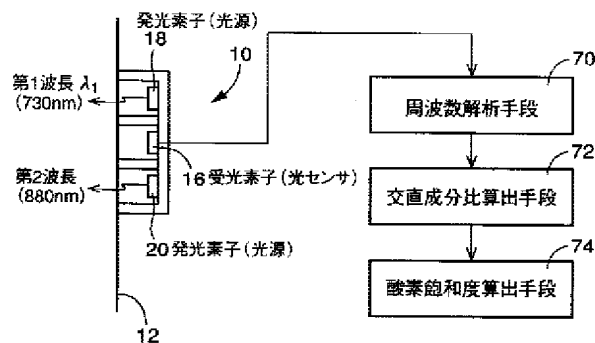 発光素子(光源)
18
10
第1波長 λ1
(730nm)
16 受光素子(光センサ)
第2波長
(880nm)
20 発光素子(光源)
12
70
周波数解析手段
72
交直成分比算出手段
74
酸素飽和度算出手段